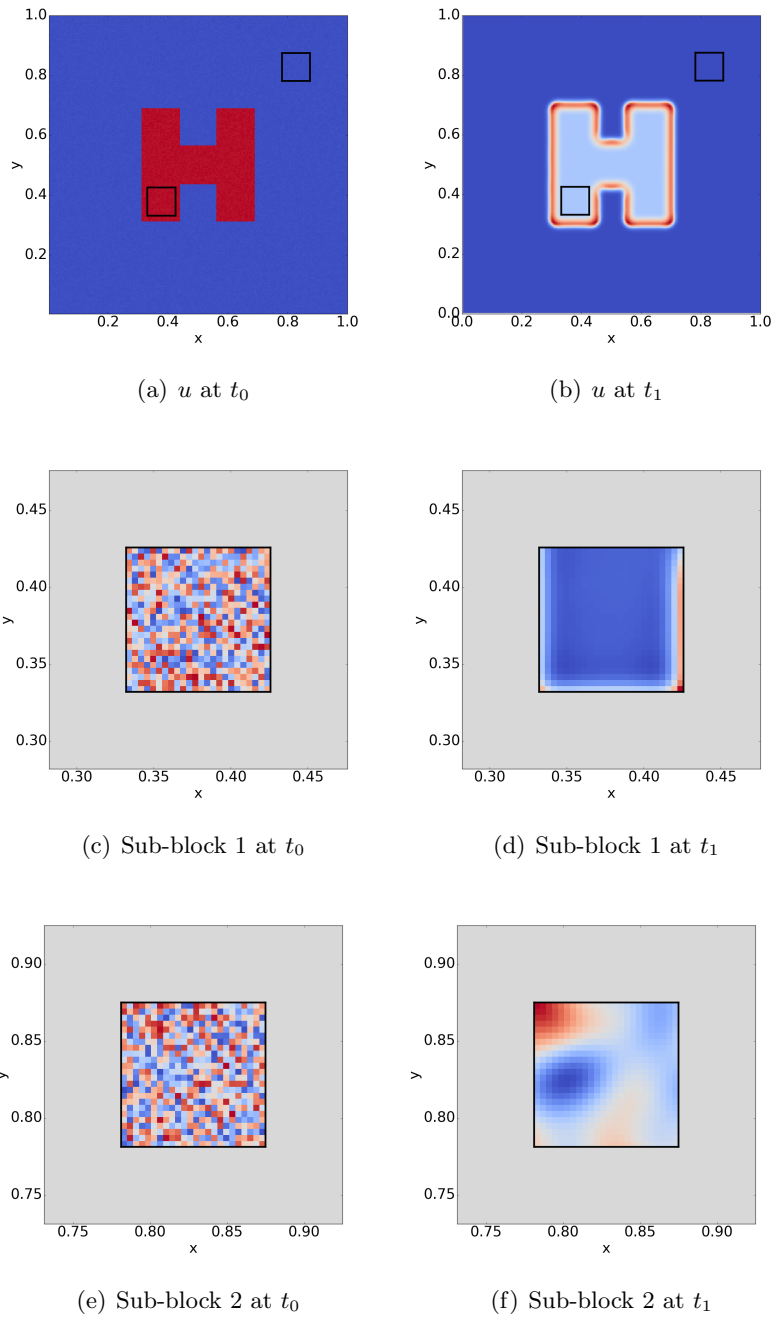 1.0
0.8
0.6
0.4
0.2
y
0.2 0.4 0.6 0.8 1.0
x
(a) u at t0
1.0
0.8
0.6
0.4
0.2
0.0
y
0.0 0.2 0.4 0.6 0.8 1.0
x
(b) u at t1
0.45
0.40
0.35
0.30
y
0.30 0.35 0.40 0.45
x
(c) Sub-block 1 at t0
0.45
0.40
0.35
0.30
y
0.30 0.35 0.40 0.45
x
(d) Sub-block 1 at t1
0.90
0.85
0.80
0.75
y
0.75 0.80 0.85 0.90
x
(e) Sub-block 2 at t0
0.90
0.85
0.80
0.75
y
0.75 0.80 0.85 0.90
x
(f) Sub-block 2 at t1